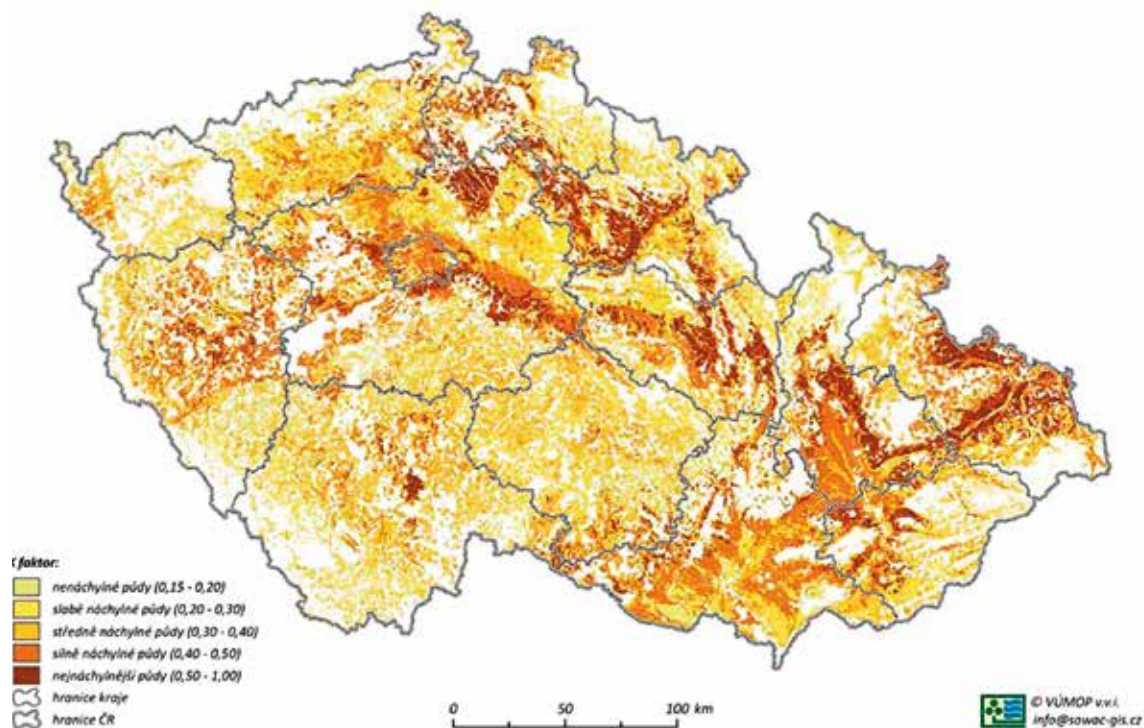 faktor:
nenáchylné půdy (0,15 - 0,20)
slabě náchylné půdy (0,20 - 0,30)
středně náchylné půdy (0,30 - 0,40)
silně náchylné půdy (0,40 - 0,50)
nejnáchylnější půdy (0,50 - 1,00)
hranice kraje
hranice ČR
0 50 100 km
© VÚMOP v.v.i.
info@sowac-gis.cz